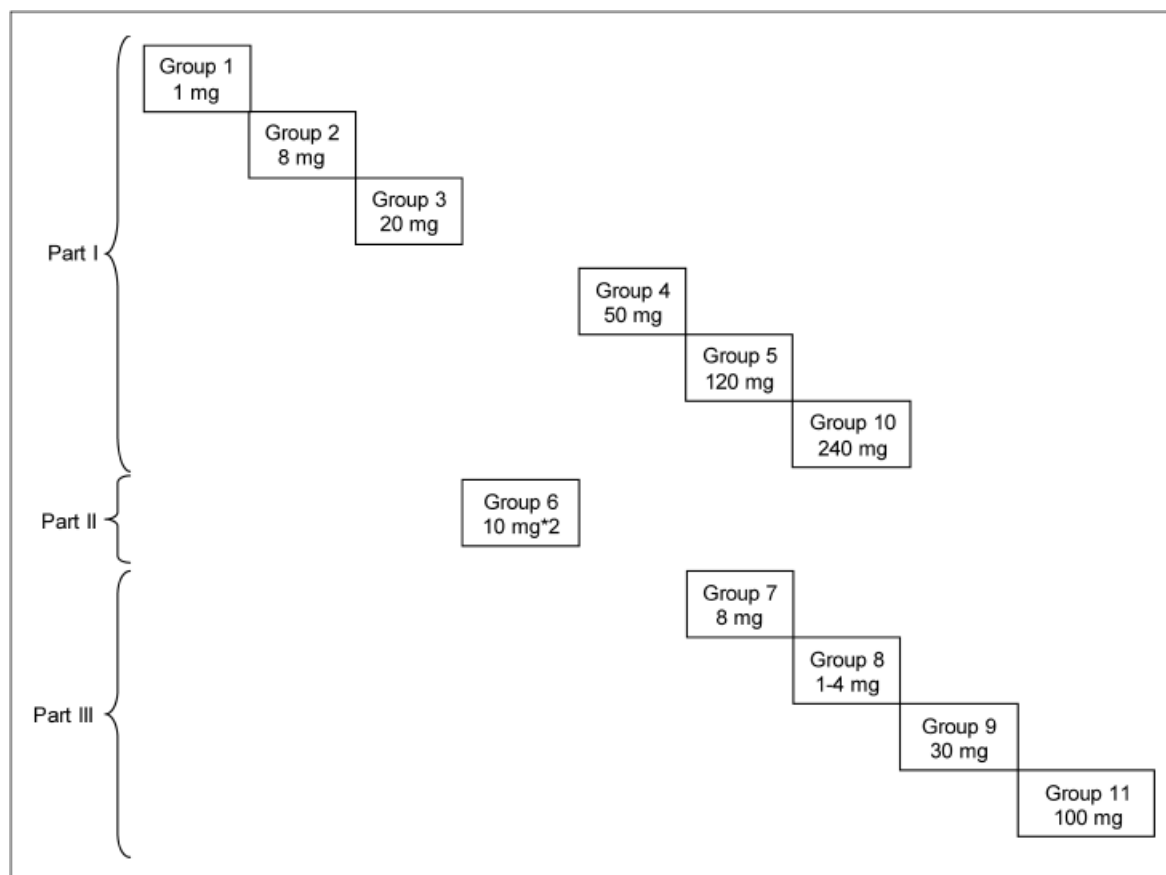 Group 1
1 mg
Group 2
8 mg
Group 3
20 mg
Part I
Group 4
50 mg
Group 5
120 mg
Group 10
240 mg
Part II
Group 6
10 mg*2
Group 7
8 mg
Group 8
1-4 mg
Part III
Group 9
30 mg
Group 11
100 mg